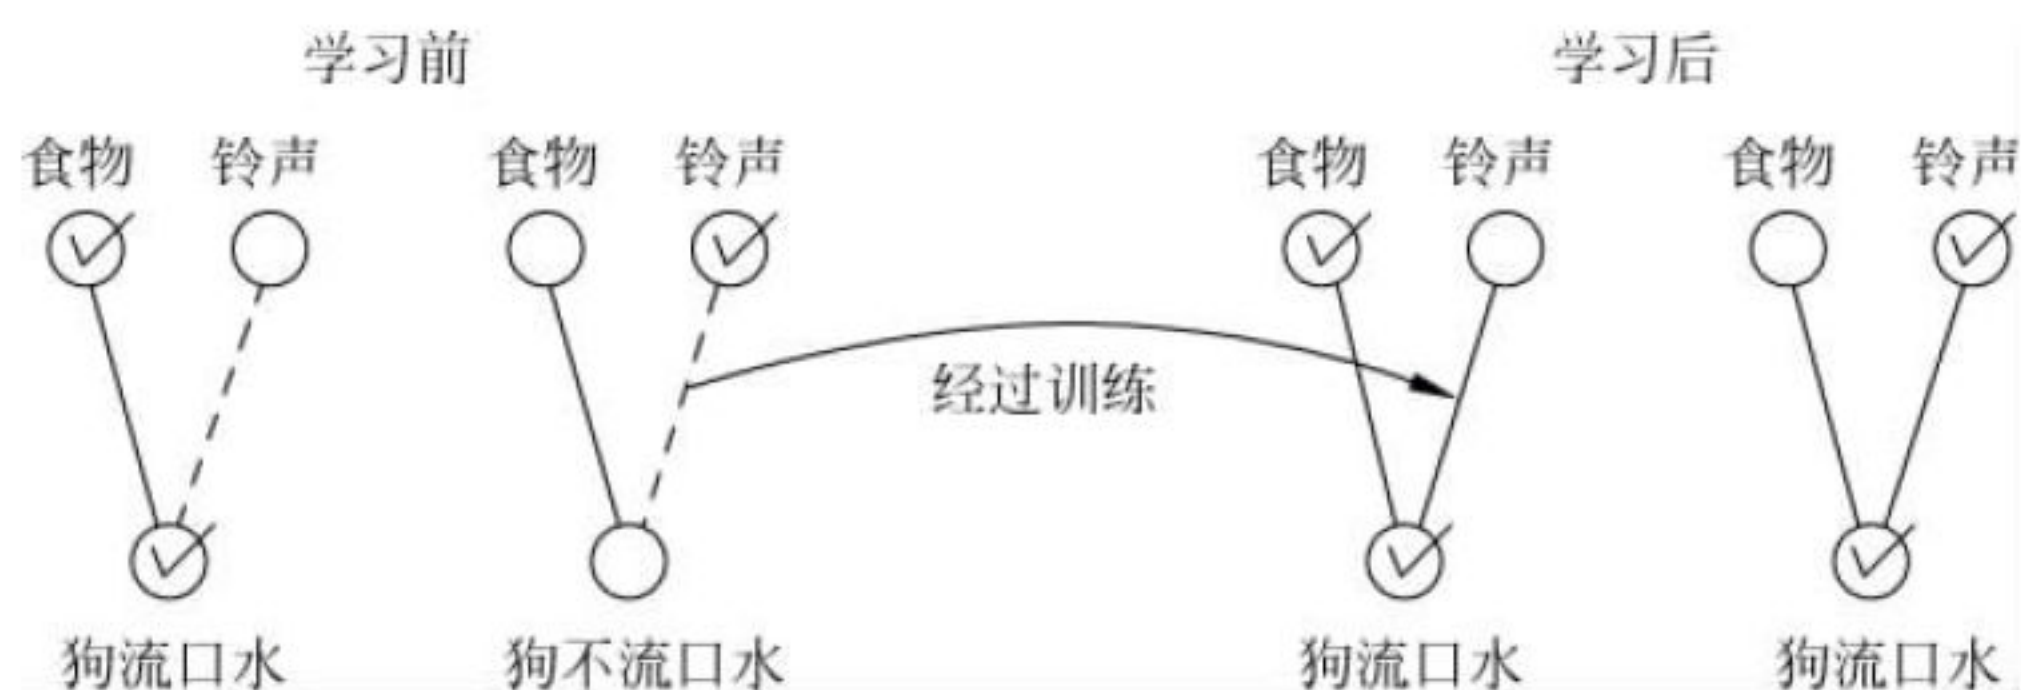 学习前 学习后
食物 铃声 食物 铃声 食物 铃声 食物 铃声
经过训练
狗流口水 狗不流口水 狗流口水 狗流口水